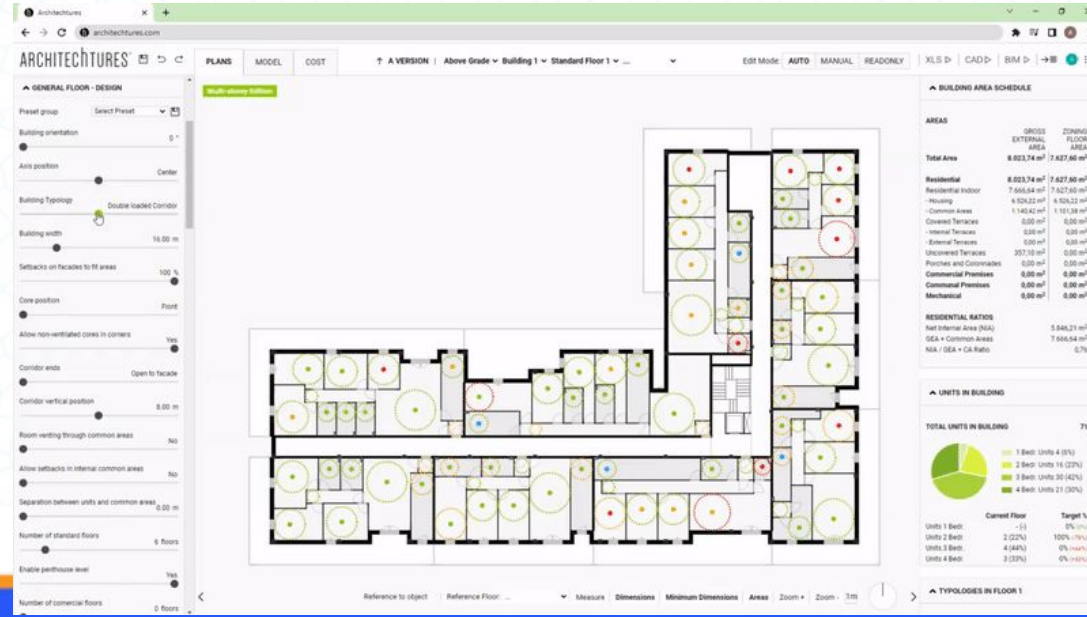 Architechtures
architechtures.com
ARCHITECHTURES
PLANS
MODEL
COST
A VERSION | Above Grade Building 1 Standard Floor 1 ...
Edit Mode: AUTO MANUAL READONLY
XLS CAD BIM
GENERAL FLOOR - DESIGN
Preset group Select Preset
Building orientation
0 °
Axis position
Center
Building Typology
Double loaded Corridor
Building width
16.00 m
Setbacks on facades to fit areas
100 %
Core position
Front
Allow non-ventilated cores in corners
Yes
Corridor ends
Open to facade
Corridor vertical position
8.00 m
Room venting through common areas
No
Allow setbacks in internal common areas
No
Separation between units and common areas
0.00 m
Number of standard floors
6 floors
Enable penthouse level
Yes
Number of comercial floors
0 floors
Multi-storey Edition
Reference to object Reference Floor: ... Measure Dimensions Minimum Dimensions Areas Zoom + Zoom - 1m
BUILDING AREA SCHEDULE
AREAS
GROSS EXTERNAL AREA
ZONING FLOOR AREA
Total Area 8.023,74 m² 7.627,60 m²
Residential 8.023,74 m² 7.627,60 m²
Residential Indoor 7.666,64 m² 7.627,60 m²
- Housing 6.526,22 m² 6.526,22 m²
- Common Areas 1.140,42 m² 1.101,38 m²
Covered Terraces 0,00 m² 0,00 m²
- Internal Terraces 0,00 m² 0,00 m²
- External Terraces 0,00 m² 0,00 m²
Uncovered Terraces 357,10 m² 0,00 m²
Porches and Colonnades 0,00 m² 0,00 m²
Commercial Premises 0,00 m² 0,00 m²
Communal Premises 0,00 m² 0,00 m²
Mechanical 0,00 m² 0,00 m²
RESIDENTIAL RATIOS
Net Internal Area (NIA) 5.846,21 m²
GEA + Common Areas 7.666,64 m²
NIA / GEA + CA Ratio 0,76
UNITS IN BUILDING
TOTAL UNITS IN BUILDING 71
1 Bedr. Units 4 (6%)
2 Bedr. Units 16 (23%)
3 Bedr. Units 30 (42%)
4 Bedr. Units 21 (30%)
Current Floor Target %
Units 1 Bedr. - (-) 0%
Units 2 Bedr. 2 (22%) 100%
Units 3 Bedr. 4 (44%) 0%
Units 4 Bedr. 3 (33%) 0%
TYPOLOGIES IN FLOOR 1